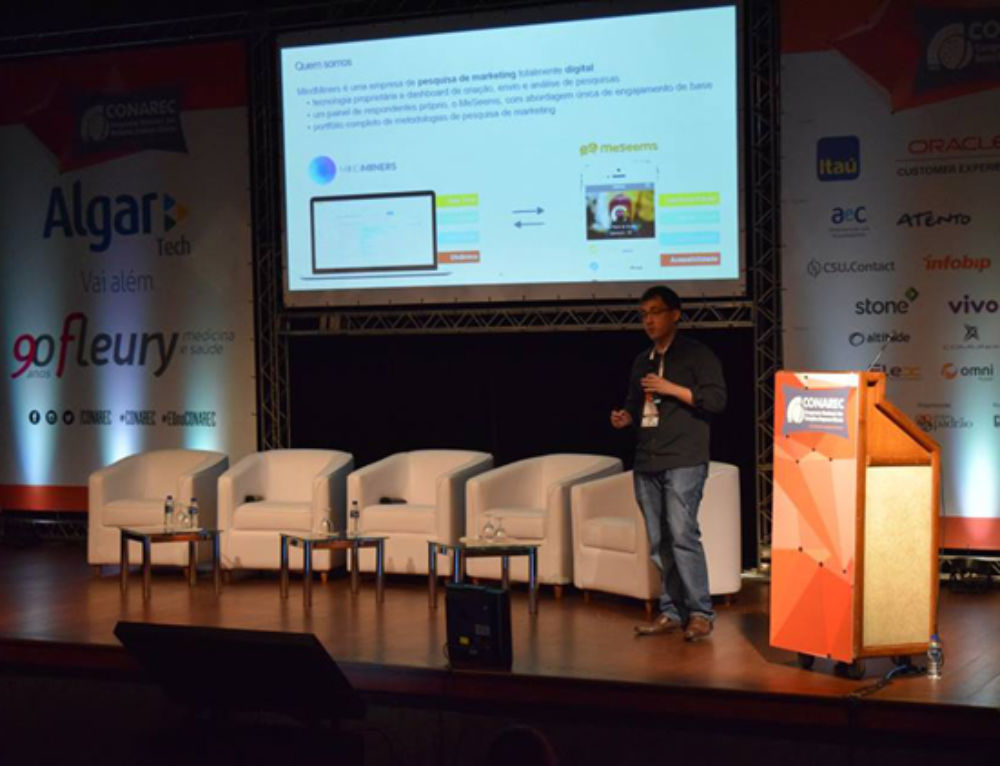 Quem somos
MindMiners é uma empresa de pesquisa de marketing totalmente digital
• tecnologia proprietária e dashboard de criação, envio e análise de pesquisas
• um painel de respondentes próprio, o MeSeems, com abordagem única de engajamento de base
• portfólio completo de metodologias de pesquisa de marketing
MINDMINERS
meseems
Acessibilidade
CONAREC
Algar
Tech
Vai além
90 fleury
anos
medicina
e saúde
/CONAREC #CONAREC #EBnoCONAREC
CO
Itaú
ORACLE
CUSTOMER EXPERIE
AeC
ATENTO
CSU.Contact
infobip
stone
vivo
altitude
omni
padrão
CONAREC